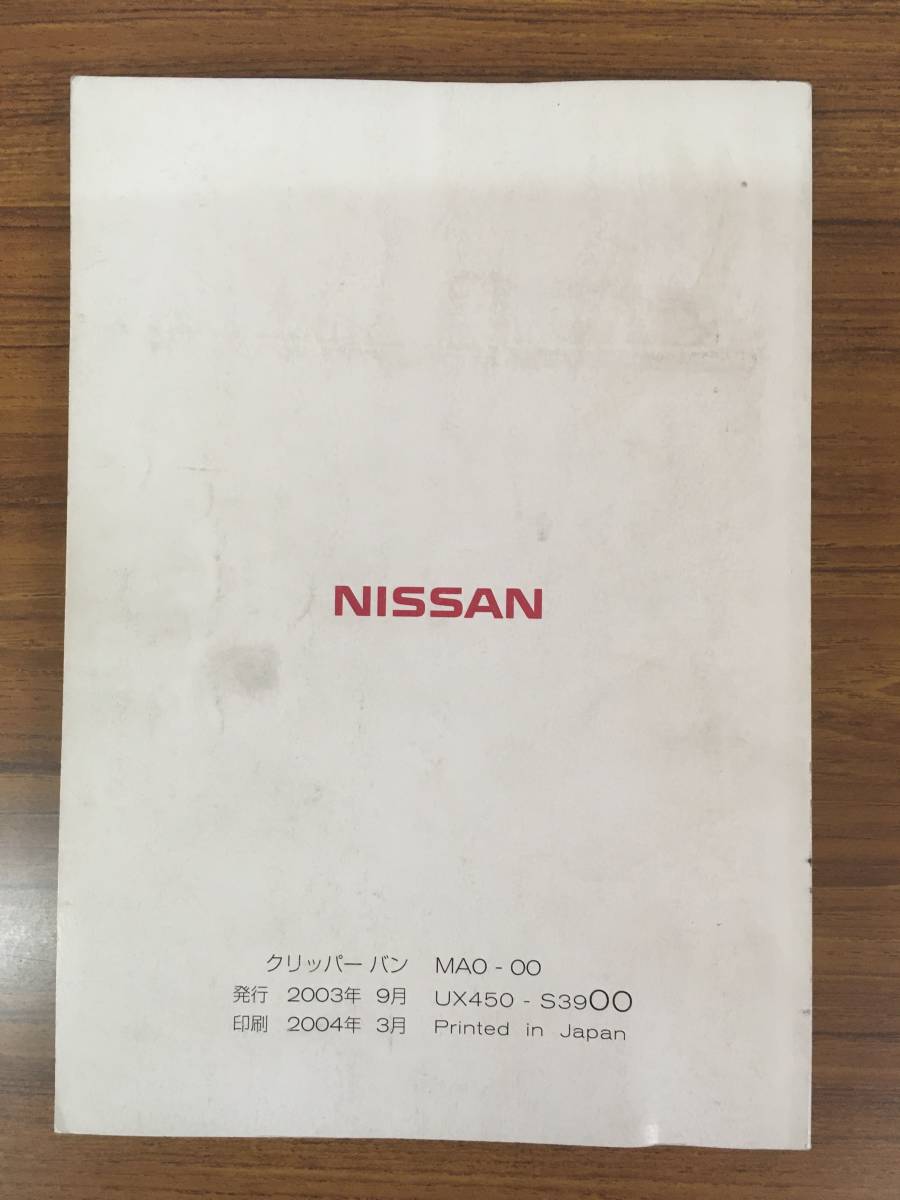 NISSAN
クリッパー バン MA0 - 00
発行 2003年 9月 UX450 - S3900
印刷 2004年 3月 Printed in Japan